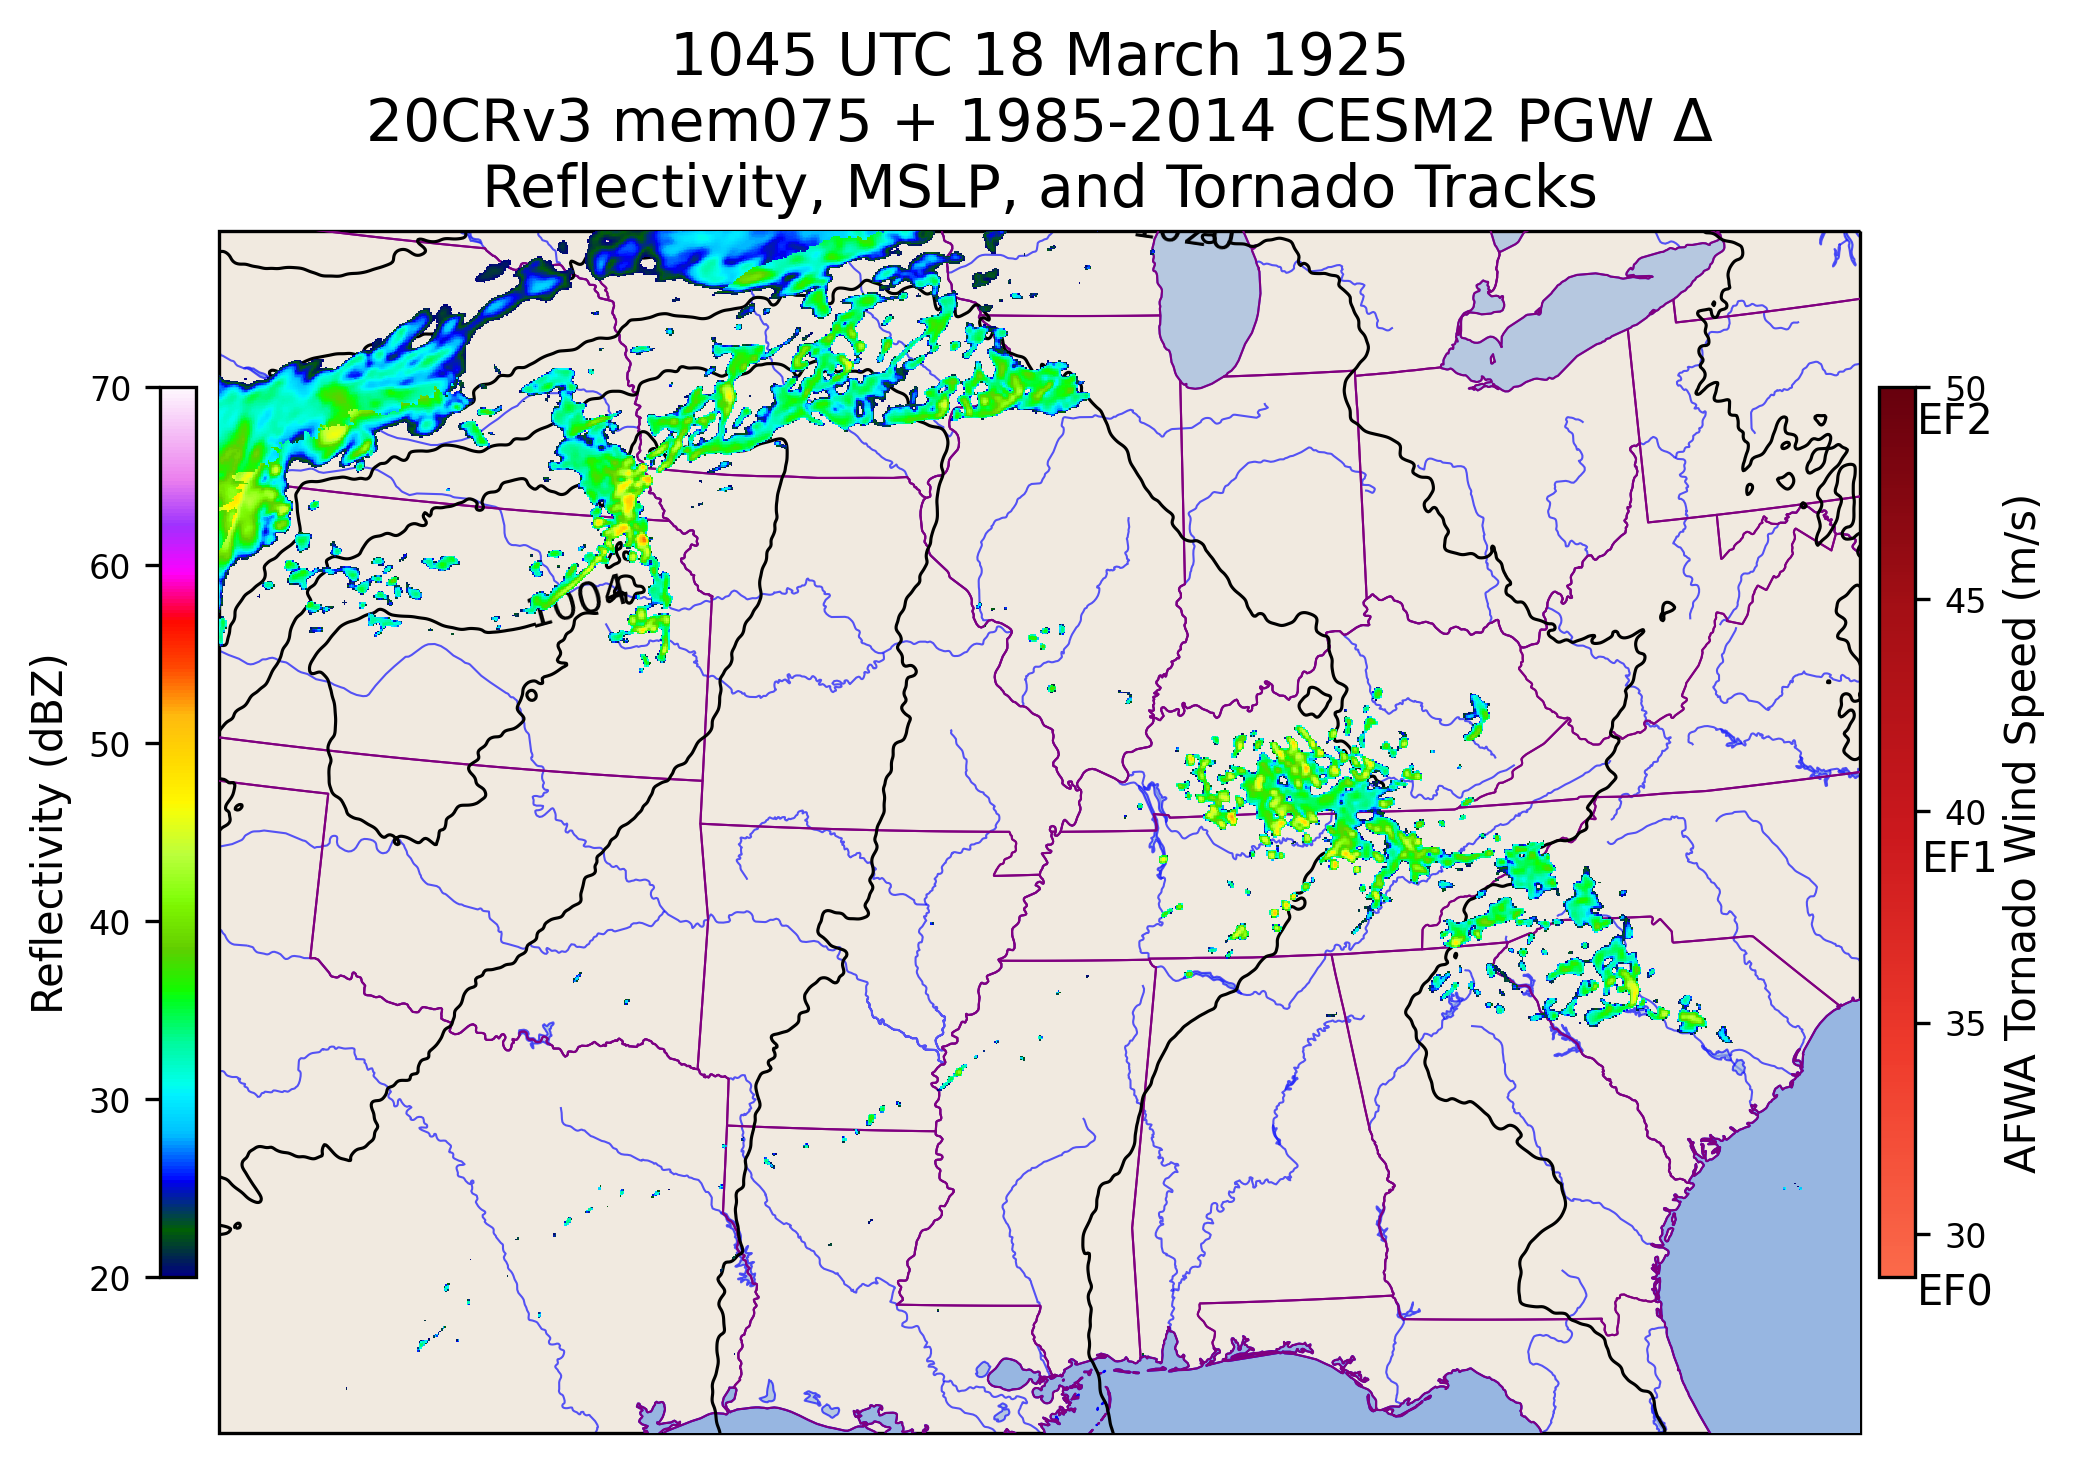 1045 UTC 18 March 1925
20CRv3 mem075 + 1985-2014 CESM2 PGW Δ
Reflectivity, MSLP, and Tornado Tracks
1004
70
60
50
40
30
20
Reflectivity (dBZ)
50
EF2
45
40
EF1
35
30
EF0
AFWA Tornado Wind Speed (m/s)